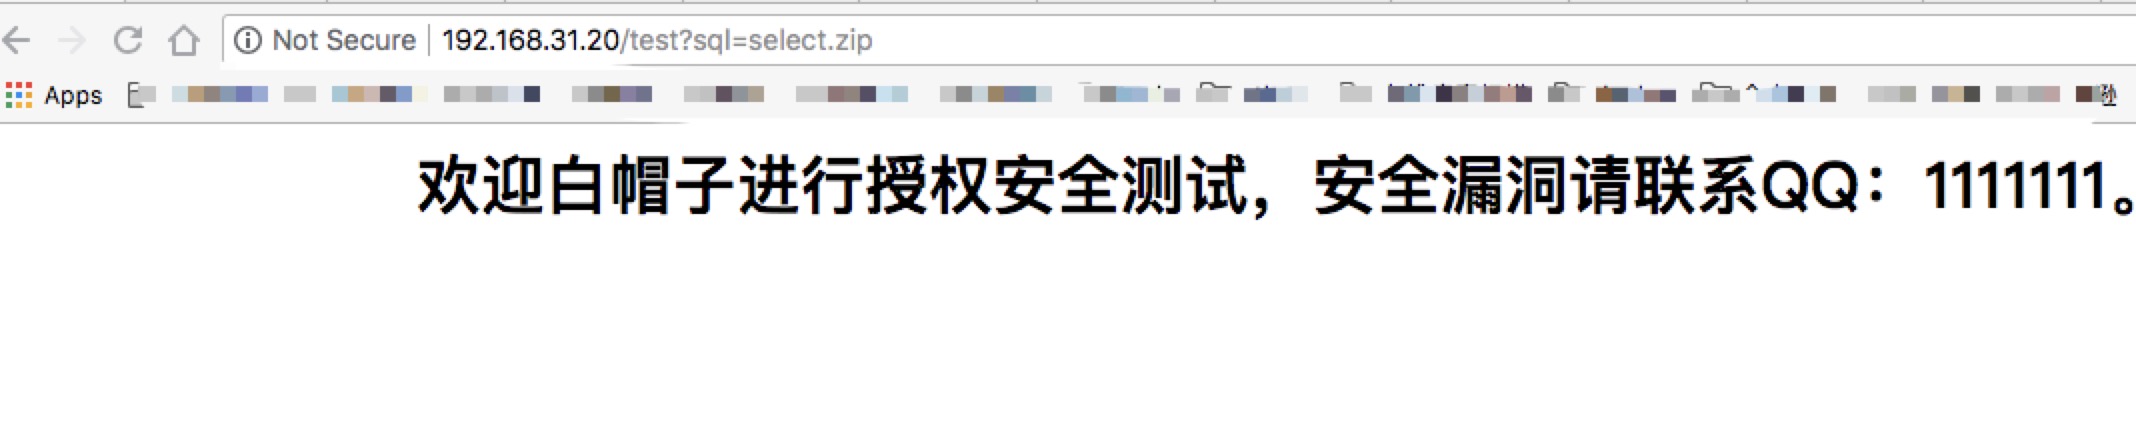 Not Secure 192.168.31.20/test?sql=select.zip
Apps
欢迎白帽子进行授权安全测试，安全漏洞请联系QQ：1111111。